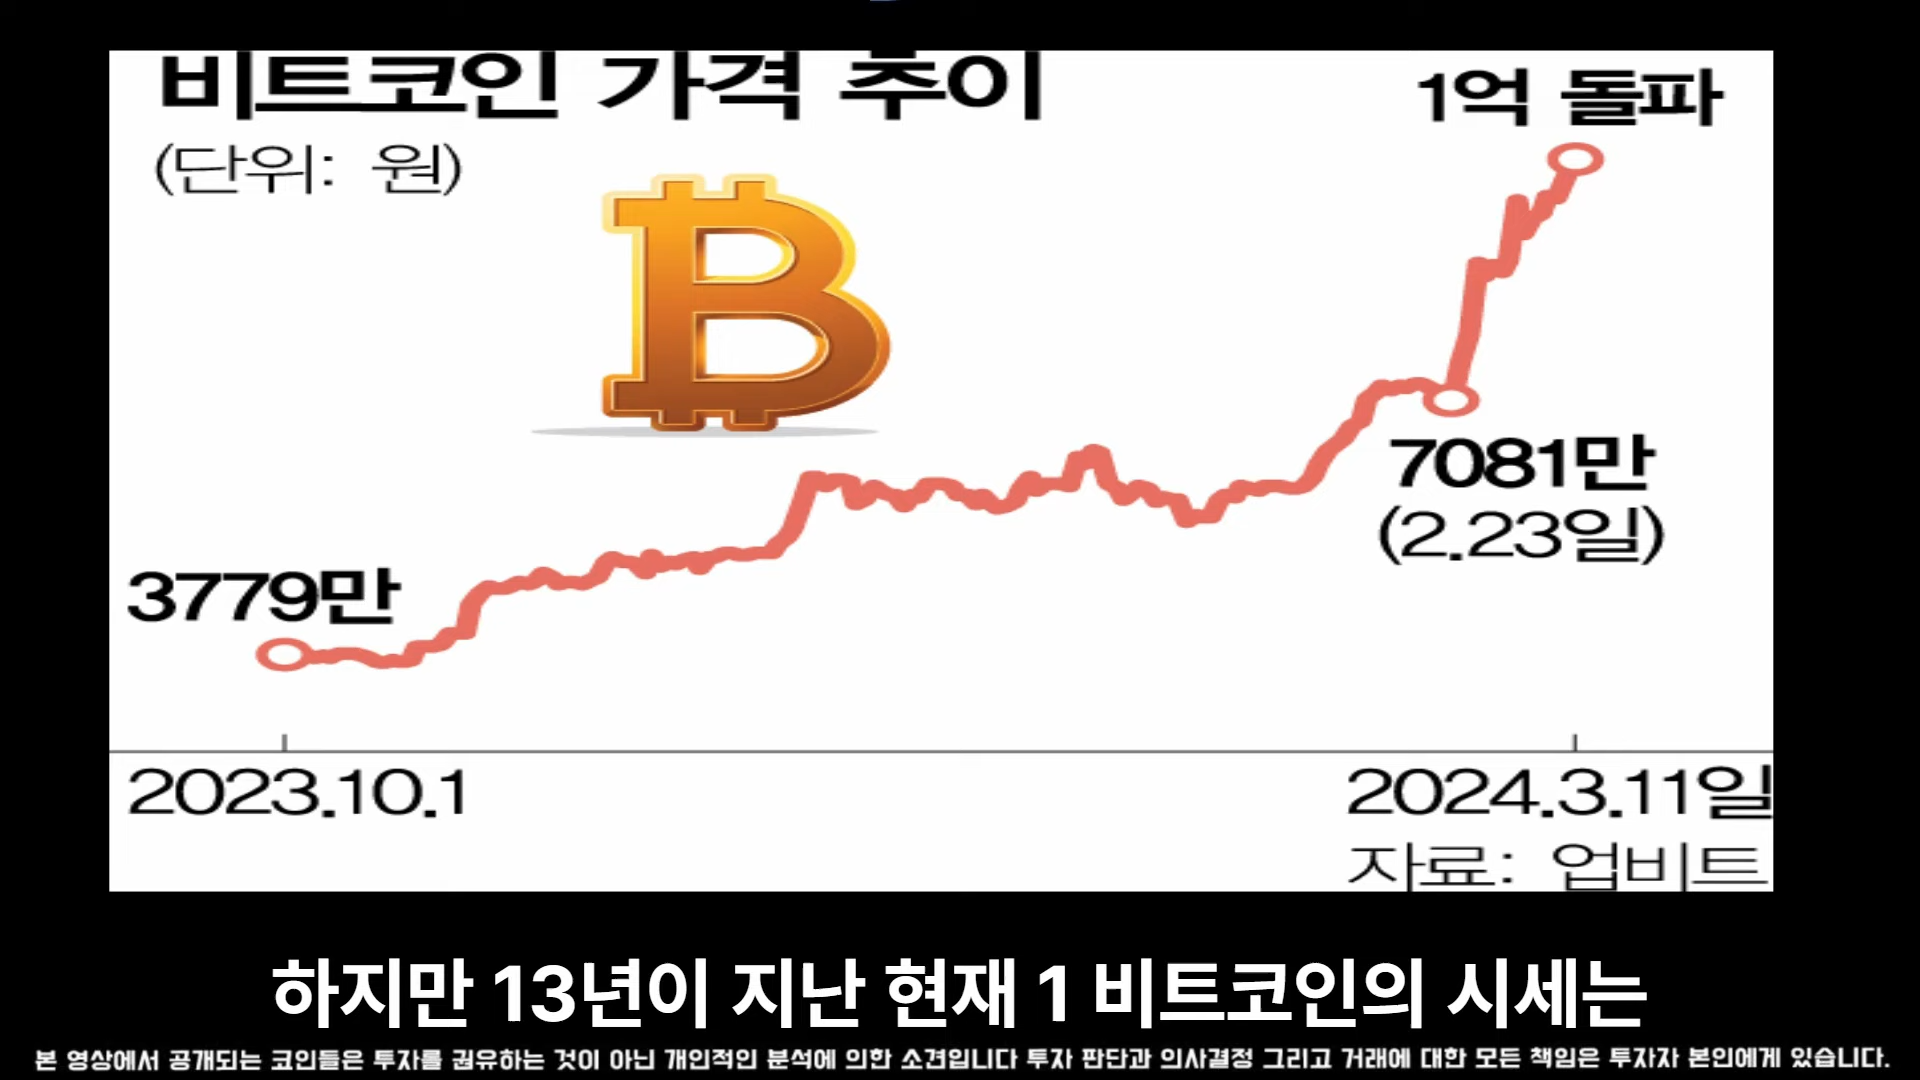 비트코인 가격 추이
1억 돌파
(단위: 원)
7081만
(2.23일)
3779만
2023.10.1
2024.3.11일
자료: 업비트
하지만 13년이 지난 현재 1 비트코인의 시세는
본 영상에서 공개되는 코인들은 투자를 권유하는 것이 아닌 개인적인 분석에 의한 소견입니다 투자 판단과 의사결정 그리고 거래에 대한 모든 책임은 투자자 본인에게 있습니다.